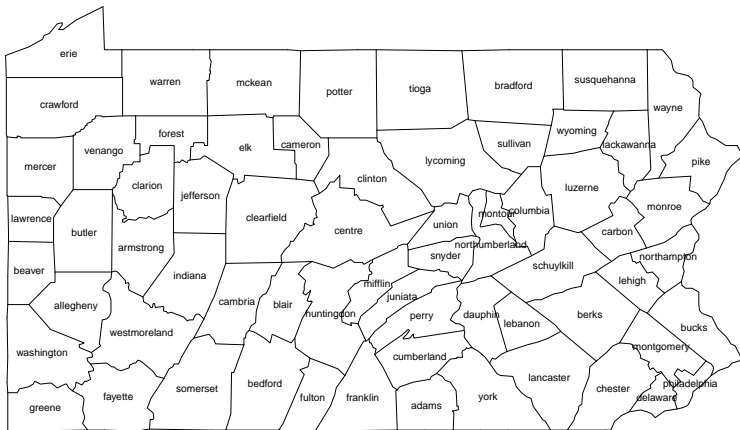 erie
warren
mckean
potter
tioga
bradford
susquehanna
wayne
crawford
forest
elk
cameron
sullivan
wyoming
lackawanna
venango
mercer
clarion
clinton
lycoming
pike
luzerne
jefferson
lawrence
butler
clearfield
centre
union
montour
columbia
monroe
carbon
armstrong
northumberland
snyder
schuylkill
northampton
beaver
indiana
mifflin
juniata
lehigh
allegheny
cambria
blair
huntingdon
perry
dauphin
lebanon
berks
bucks
westmoreland
washington
cumberland
montgomery
lancaster
somerset
bedford
philadelphia
greene
fayette
fulton
franklin
adams
york
chester
delaware